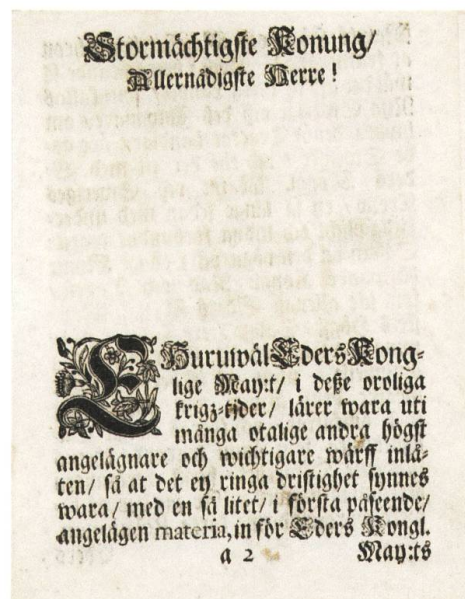 Stormächtigste Konung/
Allernådigste Herre!
EHuruwäl Eders Kong-
lige May:t/ i deße oroliga
krigz-tjder/ lärer wara uti
många otalige andra högst
angelägnare och wichtigare wärff inlå-
ten/ så at det ey ringa dristighet synnes
wara/ med en så litet/ i första påseende/
angelägen materia, in för Eders Kongl.
a 2 May:ts